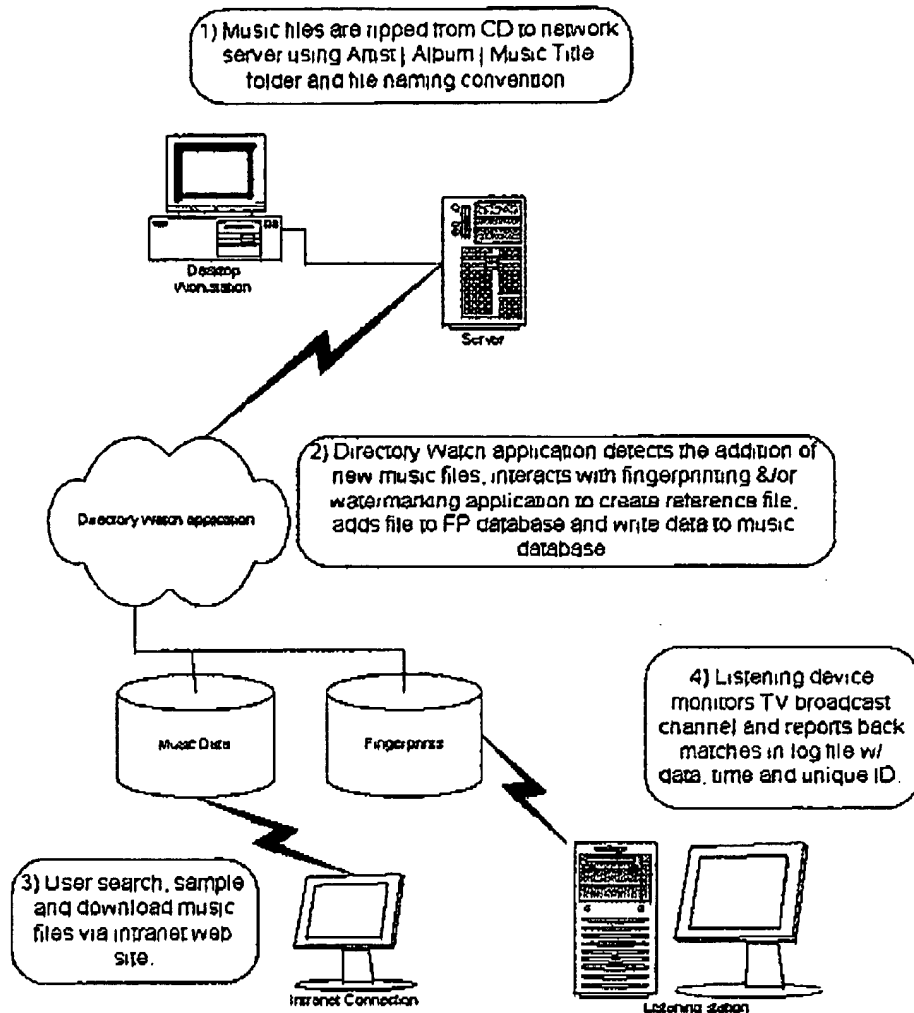 1) Music files are ripped from CD to network
server using Artist | Album | Music Title
folder and file naming convention
Desktop
Workstation
Server
2) Directory Watch application detects the addition of
new music files, interacts with fingerprinting &/or
watermarking application to create reference file,
adds file to FP database and write data to music
database
Directory Watch application
4) Listening device
monitors TV broadcast
channel and reports back
matches in log file w/
data, time and unique ID.
Music Data
Fingerprints
3) User search, sample
and download music
files via intranet web
site.
Intranet Connection
Listening station